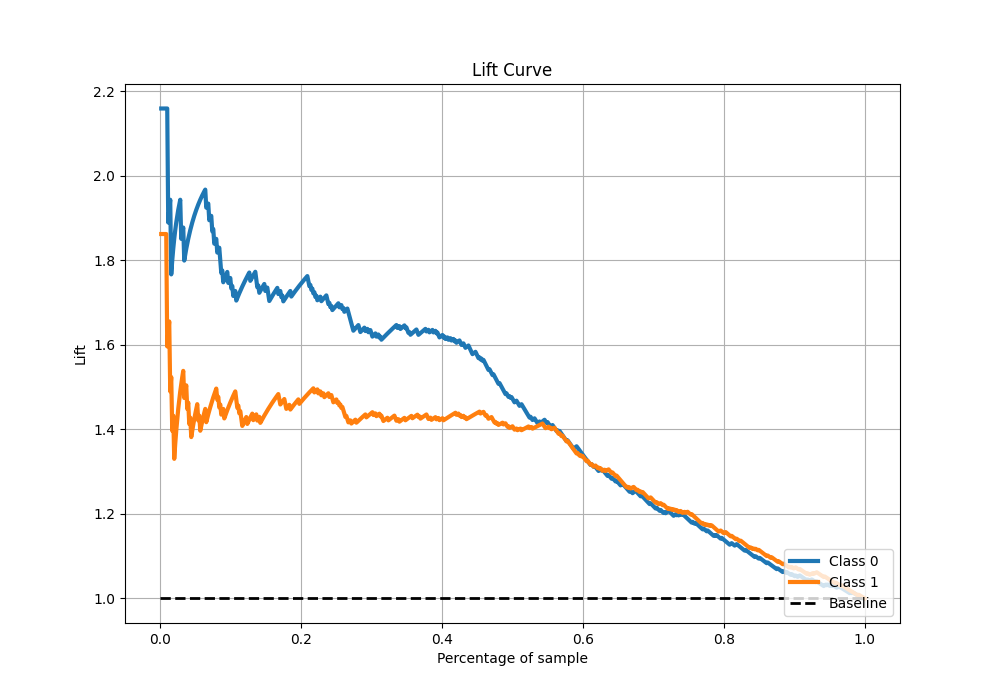 Lift Curve
2.2
2.0
1.8
1.6
1.4
1.2
1.0
Lift
0.0 0.2 0.4 0.6 0.8 1.0
Percentage of sample
Class 0
Class 1
Baseline